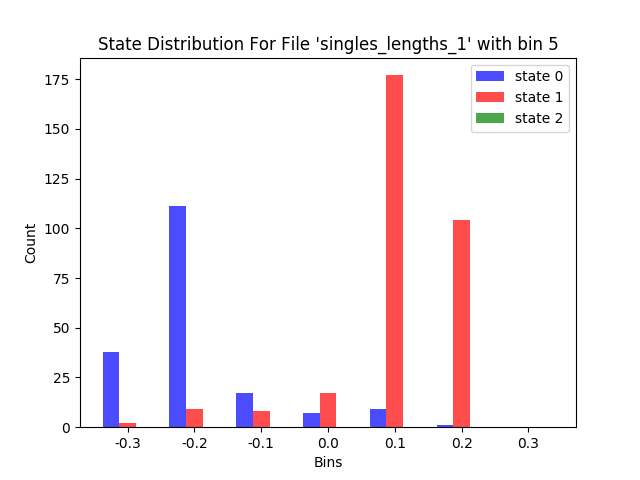 State Distribution For File 'singles_lengths_1' with bin 5
state 0
state 1
state 2
175
150
125
100
75
50
25
0
Count
-0.3 -0.2 -0.1 0.0 0.1 0.2 0.3
Bins